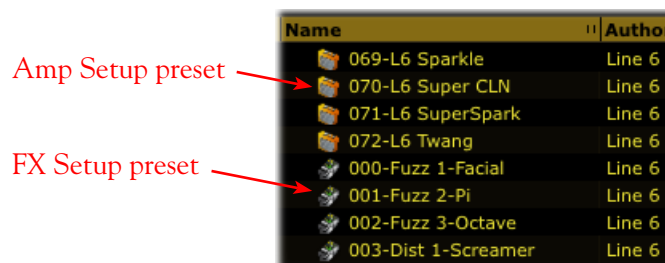 Name Autho
069-L6 Sparkle Line 6
Amp Setup preset 070-L6 Super CLN Line 6
071-L6 SuperSpark Line 6
072-L6 Twang Line 6
FX Setup preset 000-Fuzz 1-Facial Line 6
001-Fuzz 2-Pi Line 6
002-Fuzz 3-Octave Line 6
003-Dist 1-Screamer Line 6